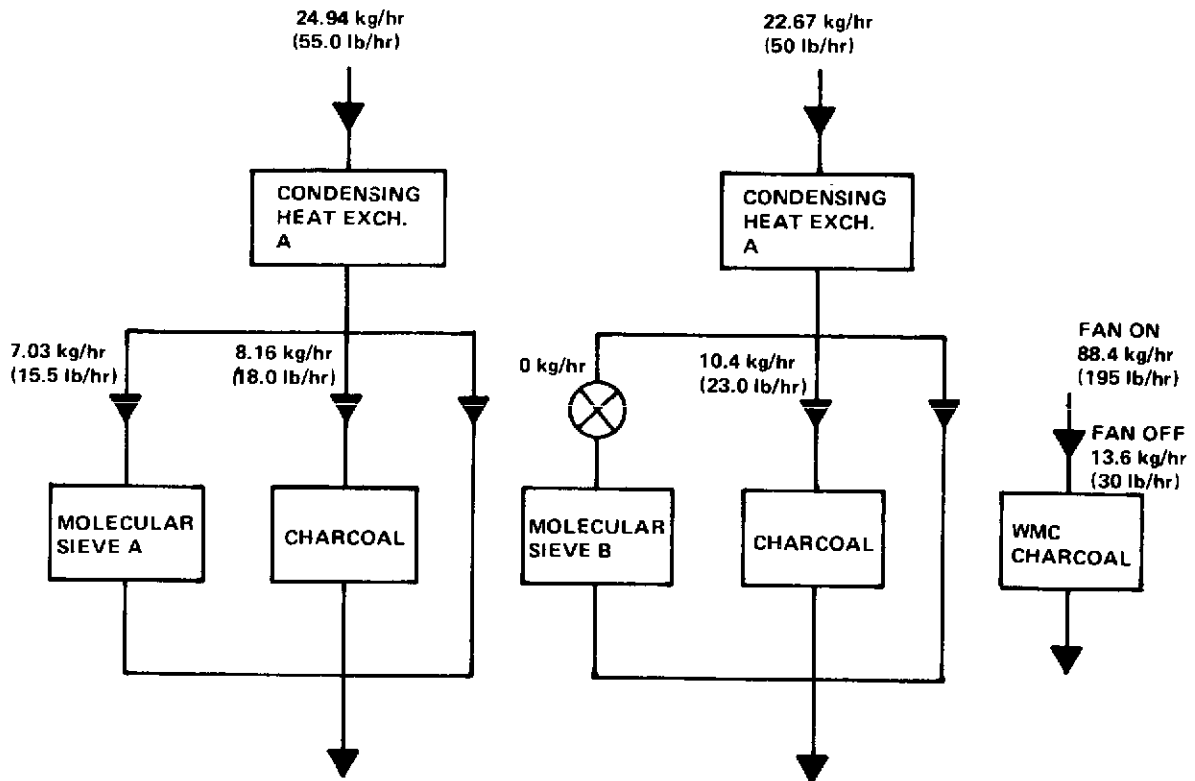 24.94 kg/hr
(55.0 lb/hr)
CONDENSING
HEAT EXCH.
A
7.03 kg/hr
(15.5 lb/hr)
8.16 kg/hr
(18.0 lb/hr)
MOLECULAR
SIEVE A
CHARCOAL
22.67 kg/hr
(50 lb/hr)
CONDENSING
HEAT EXCH.
A
0 kg/hr
10.4 kg/hr
(23.0 lb/hr)
MOLECULAR
SIEVE B
CHARCOAL
FAN ON
88.4 kg/hr
(195 lb/hr)
FAN OFF
13.6 kg/hr
(30 lb/hr)
WMC
CHARCOAL